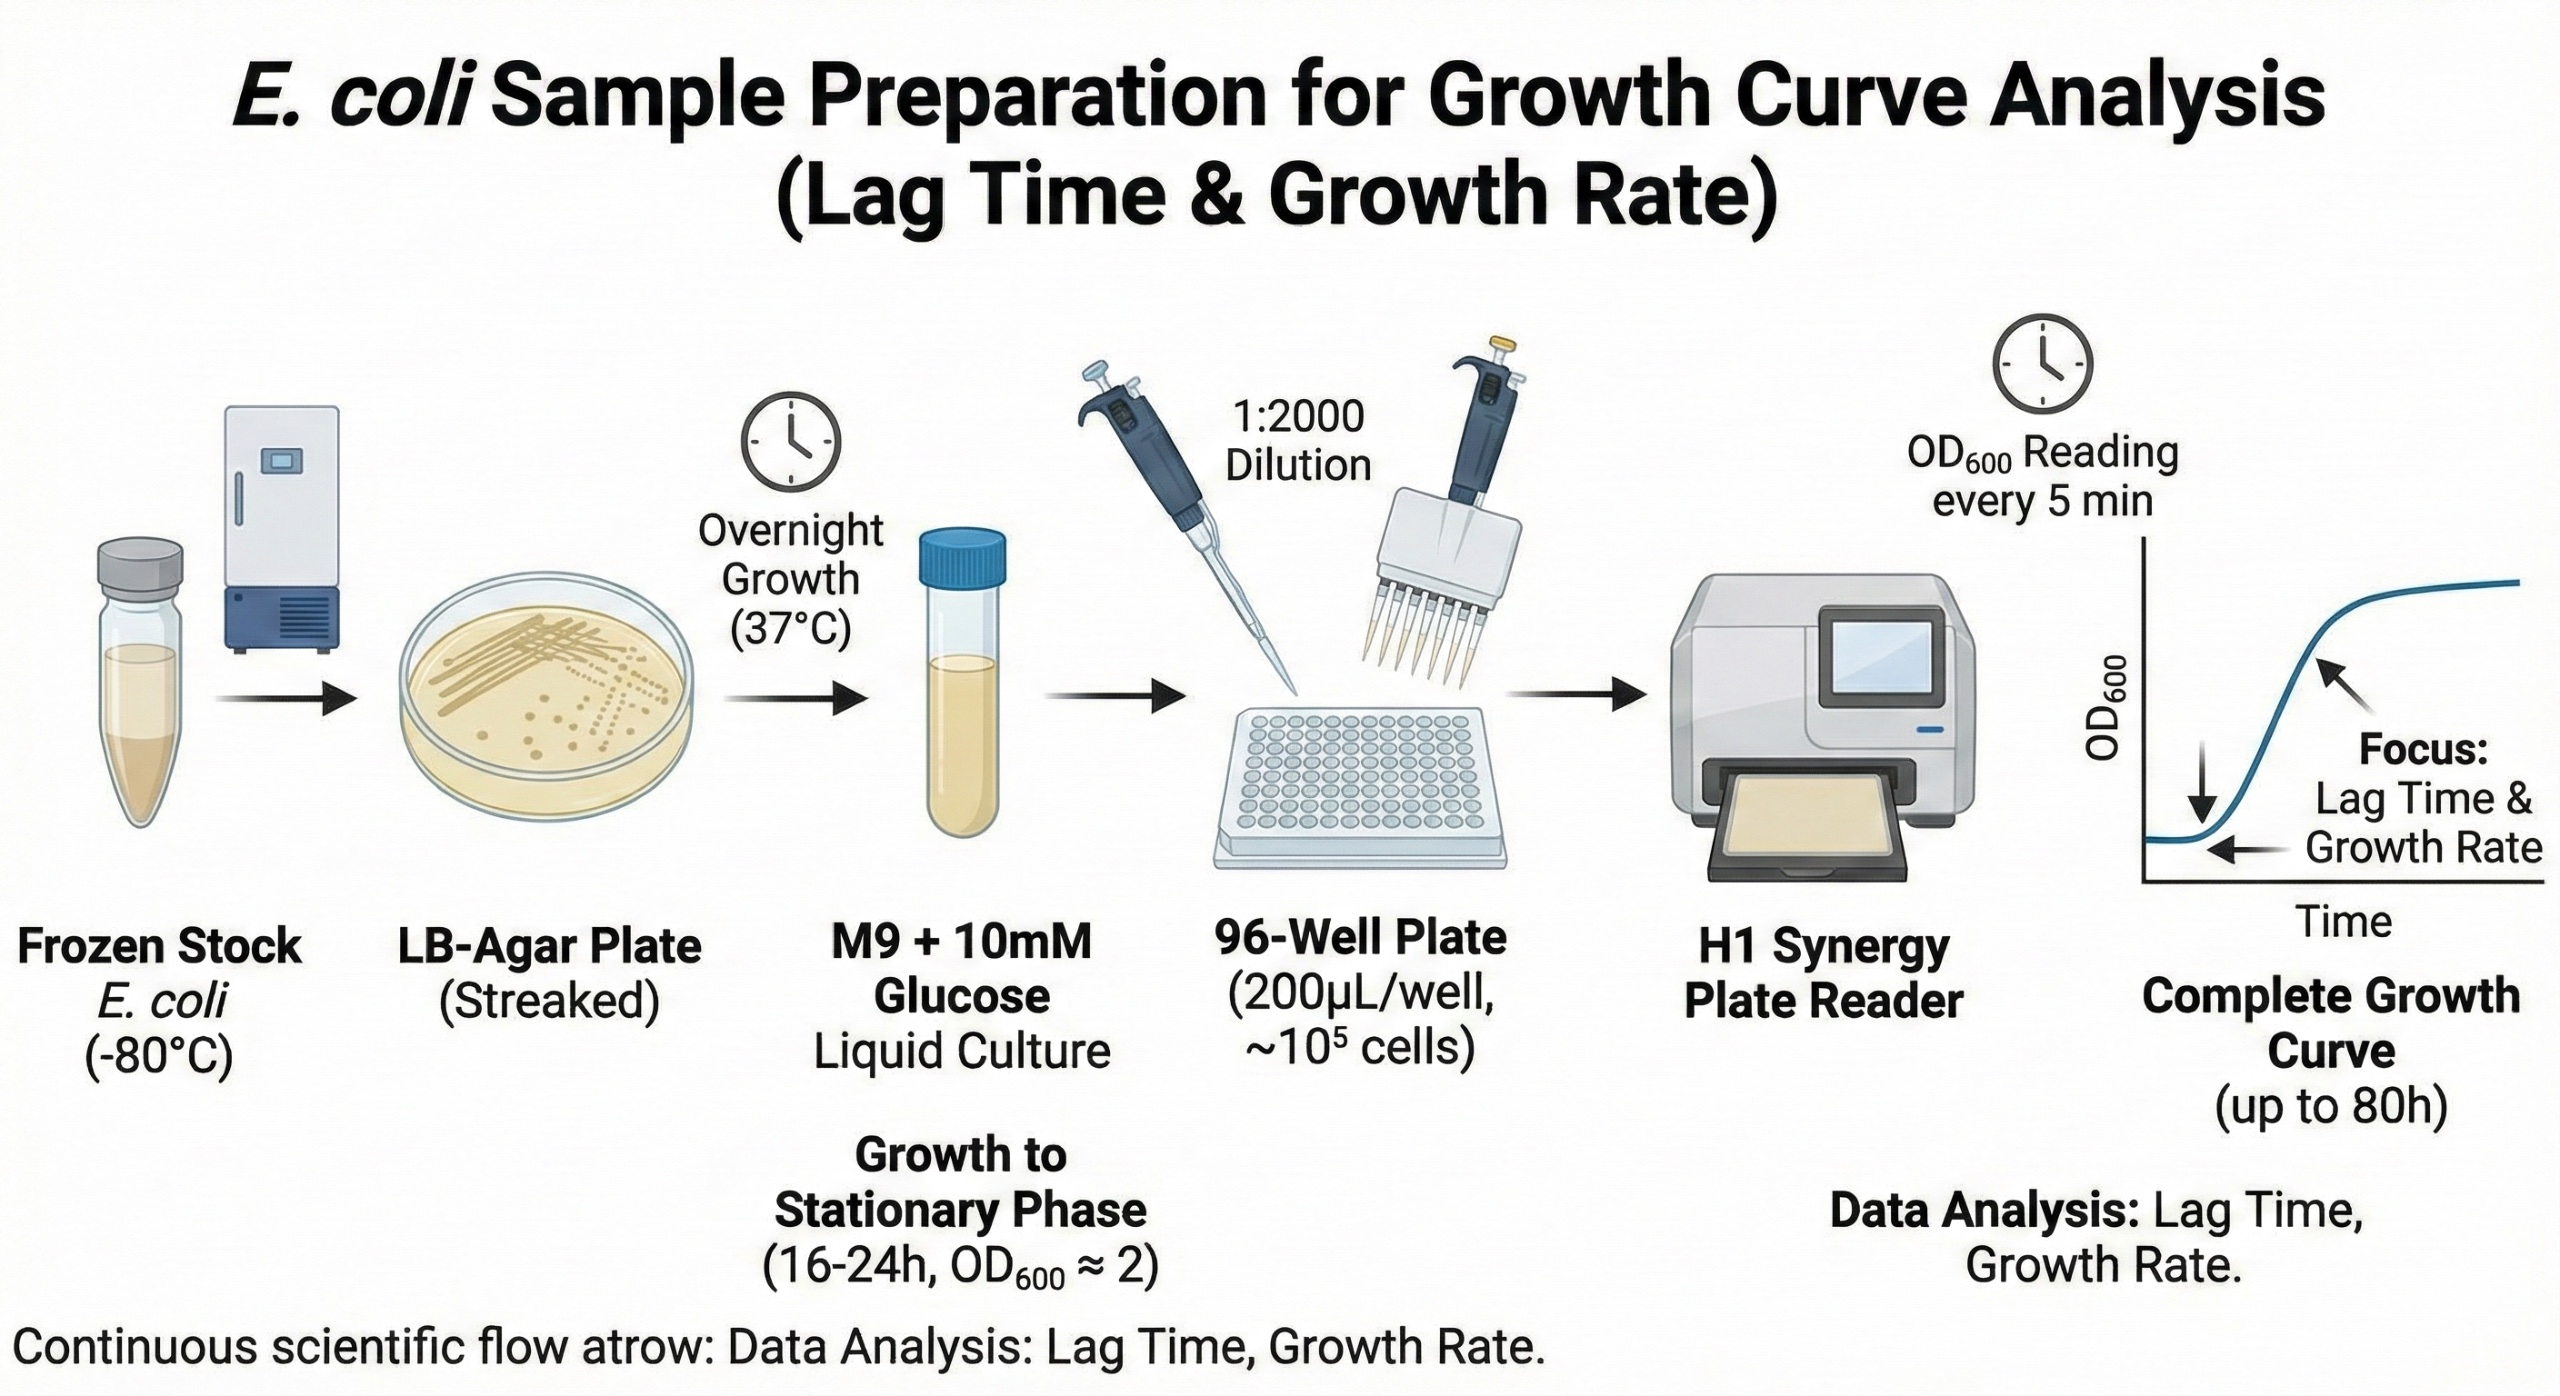 E. coli Sample Preparation for Growth Curve Analysis
(Lag Time & Growth Rate)
Overnight
Growth
(37°C)
1:2000
Dilution
OD₆₀₀ Reading
every 5 min
OD₆₀₀
Focus:
Lag Time &
Growth Rate
Time
Frozen Stock
E. coli
(-80°C)
LB-Agar Plate
(Streaked)
M9 + 10mM
Glucose
Liquid Culture
Growth to
Stationary Phase
(16-24h, OD₆₀₀ ≈ 2)
96-Well Plate
(200µL/well,
~10⁵ cells)
H1 Synergy
Plate Reader
Complete Growth
Curve
(up to 80h)
Data Analysis: Lag Time,
Growth Rate.
Continuous scientific flow atrow: Data Analysis: Lag Time, Growth Rate.